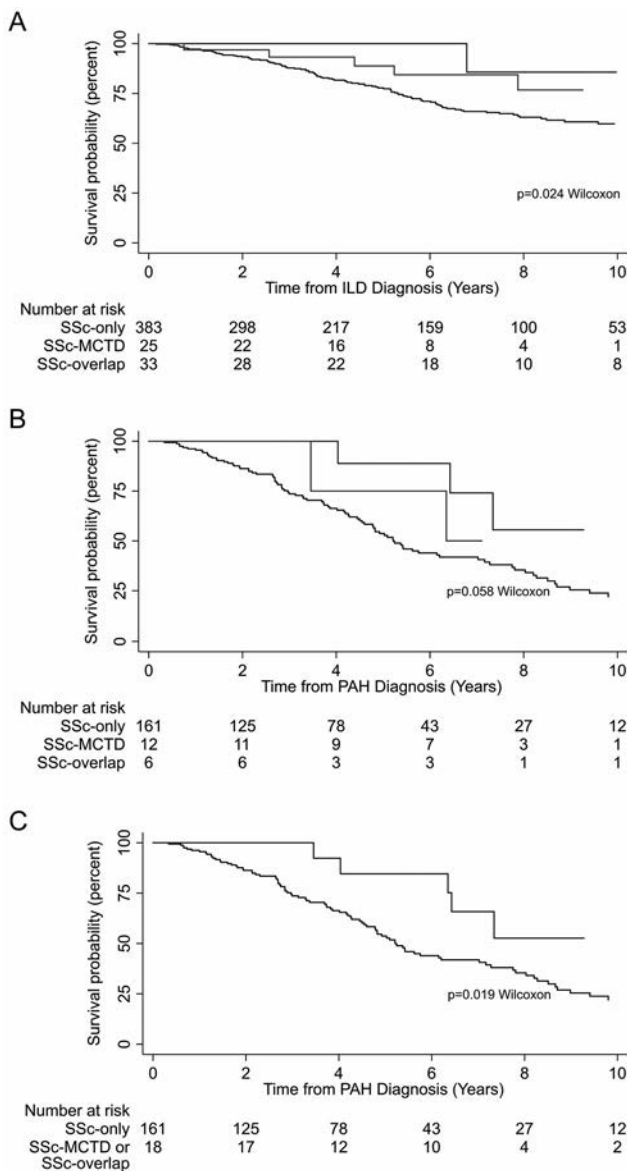 A
Survival probability (percent)
100
75
50
25
0
p=0.024 Wilcoxon
0 2 4 6 8 10
Time from ILD Diagnosis (Years)
Number at risk
SSc-only 383 298 217 159 100 53
SSc-MCTD 25 22 16 8 4 1
SSc-overlap 33 28 22 18 10 8
B
Survival probability (percent)
100
75
50
25
0
p=0.058 Wilcoxon
0 2 4 6 8 10
Time from PAH Diagnosis (Years)
Number at risk
SSc-only 161 125 78 43 27 12
SSc-MCTD 12 11 9 7 3 1
SSc-overlap 6 6 3 3 1 1
C
Survival probability (percent)
100
75
50
25
0
p=0.019 Wilcoxon
0 2 4 6 8 10
Time from PAH Diagnosis (Years)
Number at risk
SSc-only 161 125 78 43 27 12
SSc-MCTD or 18 17 12 10 4 2
SSc-overlap